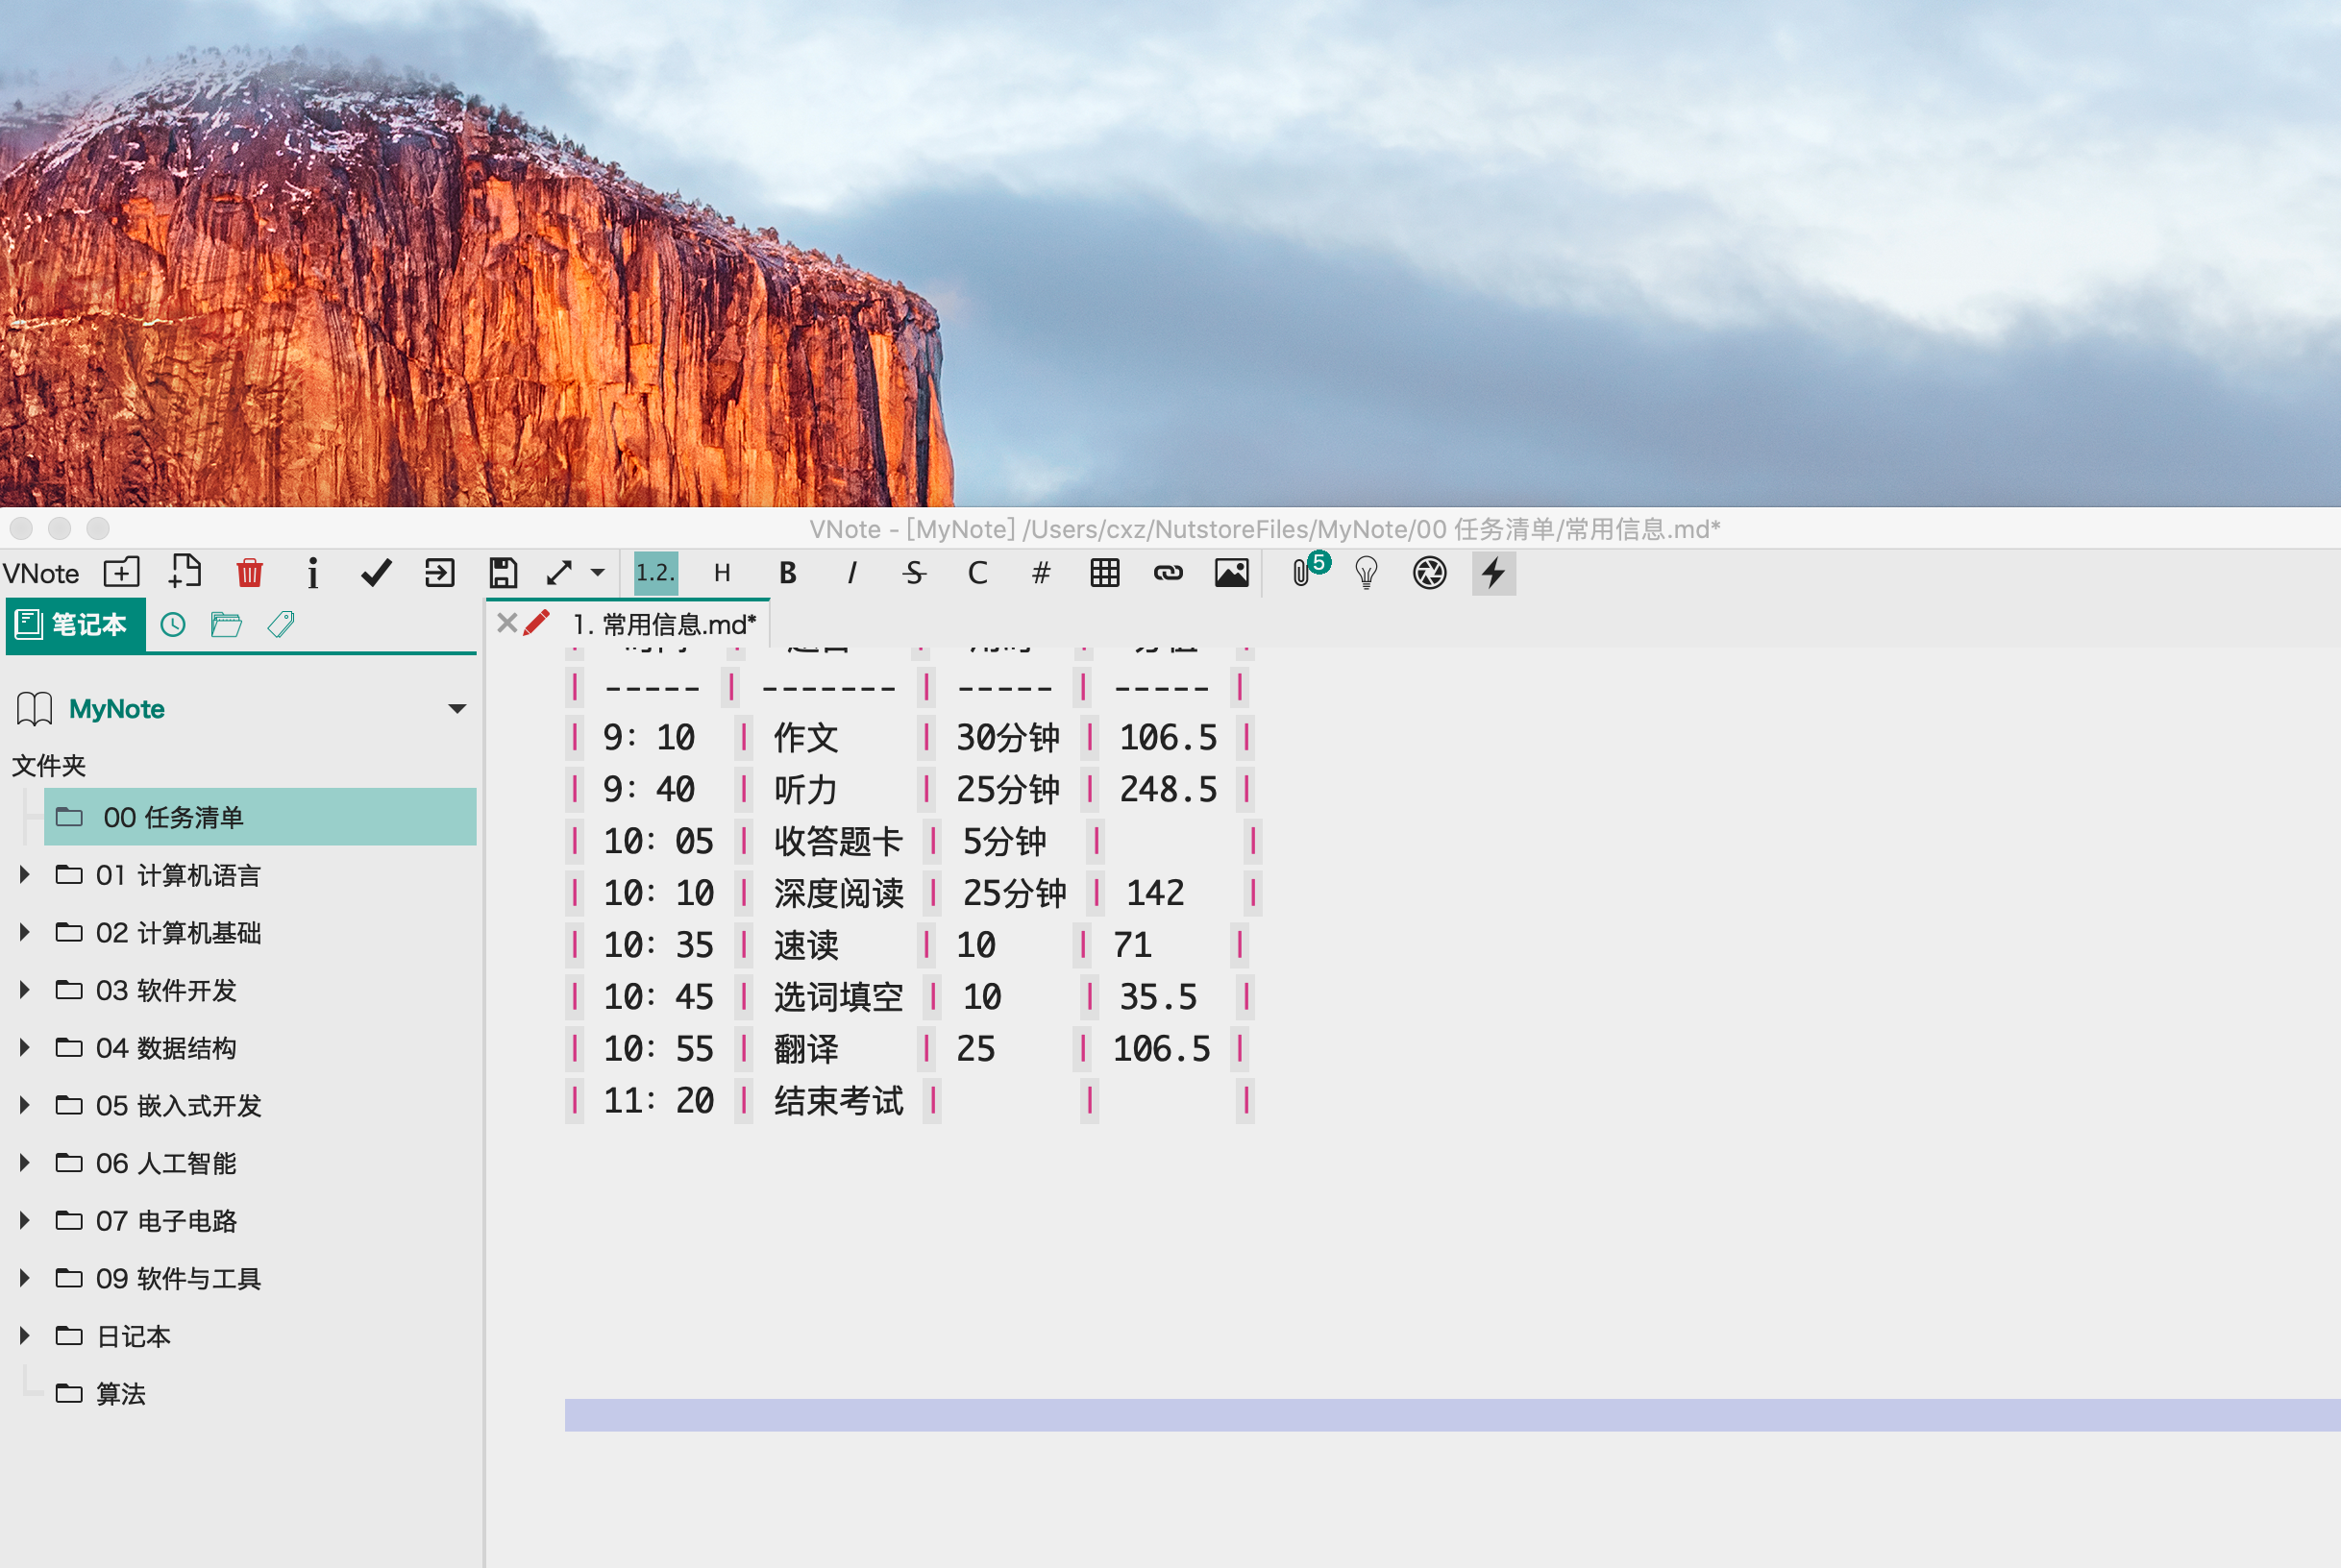 VNote - [MyNote] /Users/cxz/NutstoreFiles/MyNote/00 任务清单/常用信息.md*
VNote 1.2. H B I S C # 5
笔记本
1. 常用信息.md*
MyNote
文件夹
00 任务清单
01 计算机语言
02 计算机基础
03 软件开发
04 数据结构
05 嵌入式开发
06 人工智能
07 电子电路
09 软件与工具
日记本
算法
| ----- | ------- | ----- | ----- |
| 9：10 | 作文 | 30分钟 | 106.5 |
| 9：40 | 听力 | 25分钟 | 248.5 |
| 10：05 | 收答题卡 | 5分钟 | |
| 10：10 | 深度阅读 | 25分钟 | 142 |
| 10：35 | 速读 | 10 | 71 |
| 10：45 | 选词填空 | 10 | 35.5 |
| 10：55 | 翻译 | 25 | 106.5 |
| 11：20 | 结束考试 | | |